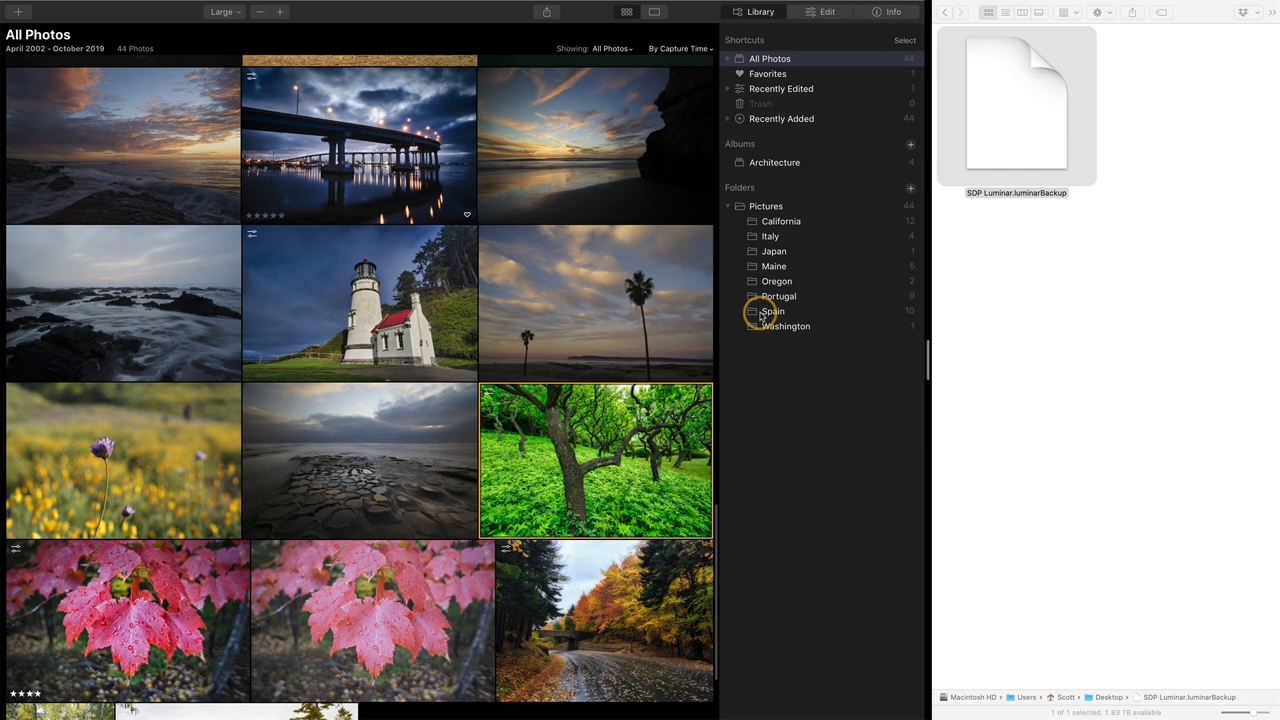 Large
Library
Edit
Info
All Photos
April 2002 - October 2019 44 Photos
Showing: All Photos
By Capture Time
Shortcuts
Select
All Photos 44
Favorites 1
Recently Edited 1
Trash 0
Recently Added 44
Albums
Architecture 4
Folders
Pictures 44
California 12
Italy 4
Japan 1
Maine 5
Oregon 2
Portugal 9
Spain 10
Washington 1
SDP Luminar.luminarBackup
Macintosh HD › Users › Scott › Desktop › SDP Luminar.luminarBackup
1 of 1 selected, 1.83 TB available